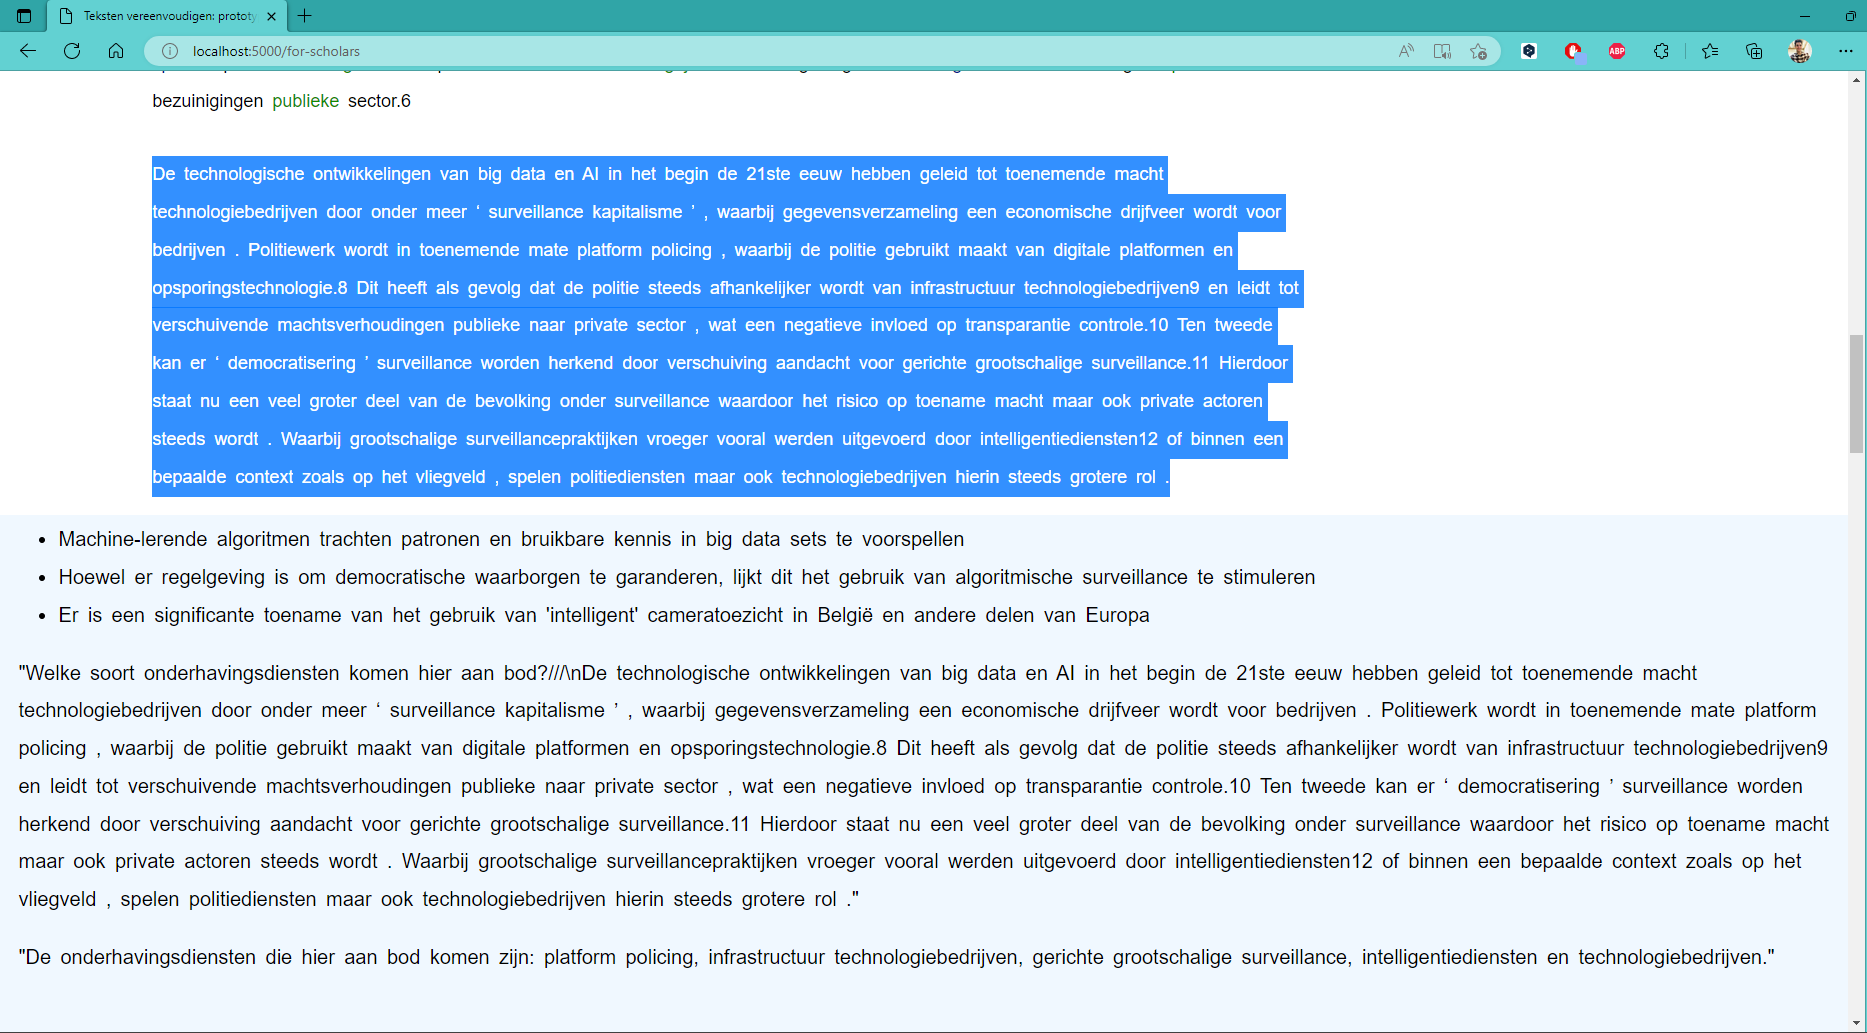 Teksten vereenvoudigen: protot
localhost:5000/for-scholars
ABP
bezuinigingen publieke sector.6
De technologische ontwikkelingen van big data en AI in het begin de 21ste eeuw hebben geleid tot toenemende macht
technologiebedrijven door onder meer ‘ surveillance kapitalisme ’ , waarbij gegevensverzameling een economische drijfveer wordt voor
bedrijven . Politiewerk wordt in toenemende mate platform policing , waarbij de politie gebruikt maakt van digitale platformen en
opsporingstechnologie.8 Dit heeft als gevolg dat de politie steeds afhankelijker wordt van infrastructuur technologiebedrijven9 en leidt tot
verschuivende machtsverhoudingen publieke naar private sector , wat een negatieve invloed op transparantie controle.10 Ten tweede
kan er ‘ democratisering ’ surveillance worden herkend door verschuiving aandacht voor gerichte grootschalige surveillance.11 Hierdoor
staat nu een veel groter deel van de bevolking onder surveillance waardoor het risico op toename macht maar ook private actoren
steeds wordt . Waarbij grootschalige surveillancepraktijken vroeger vooral werden uitgevoerd door intelligentiediensten12 of binnen een
bepaalde context zoals op het vliegveld , spelen politiediensten maar ook technologiebedrijven hierin steeds grotere rol .
• Machine-lerende algoritmen trachten patronen en bruikbare kennis in big data sets te voorspellen
• Hoewel er regelgeving is om democratische waarborgen te garanderen, lijkt dit het gebruik van algoritmische surveillance te stimuleren
• Er is een significante toename van het gebruik van 'intelligent' cameratoezicht in België en andere delen van Europa
"Welke soort onderhavingsdiensten komen hier aan bod?///\nDe technologische ontwikkelingen van big data en AI in het begin de 21ste eeuw hebben geleid tot toenemende macht
technologiebedrijven door onder meer ‘ surveillance kapitalisme ’ , waarbij gegevensverzameling een economische drijfveer wordt voor bedrijven . Politiewerk wordt in toenemende mate platform
policing , waarbij de politie gebruikt maakt van digitale platformen en opsporingstechnologie.8 Dit heeft als gevolg dat de politie steeds afhankelijker wordt van infrastructuur technologiebedrijven9
en leidt tot verschuivende machtsverhoudingen publieke naar private sector , wat een negatieve invloed op transparantie controle.10 Ten tweede kan er ‘ democratisering ’ surveillance worden
herkend door verschuiving aandacht voor gerichte grootschalige surveillance.11 Hierdoor staat nu een veel groter deel van de bevolking onder surveillance waardoor het risico op toename macht
maar ook private actoren steeds wordt . Waarbij grootschalige surveillancepraktijken vroeger vooral werden uitgevoerd door intelligentiediensten12 of binnen een bepaalde context zoals op het
vliegveld , spelen politiediensten maar ook technologiebedrijven hierin steeds grotere rol ."
"De onderhavingsdiensten die hier aan bod komen zijn: platform policing, infrastructuur technologiebedrijven, gerichte grootschalige surveillance, intelligentiediensten en technologiebedrijven."